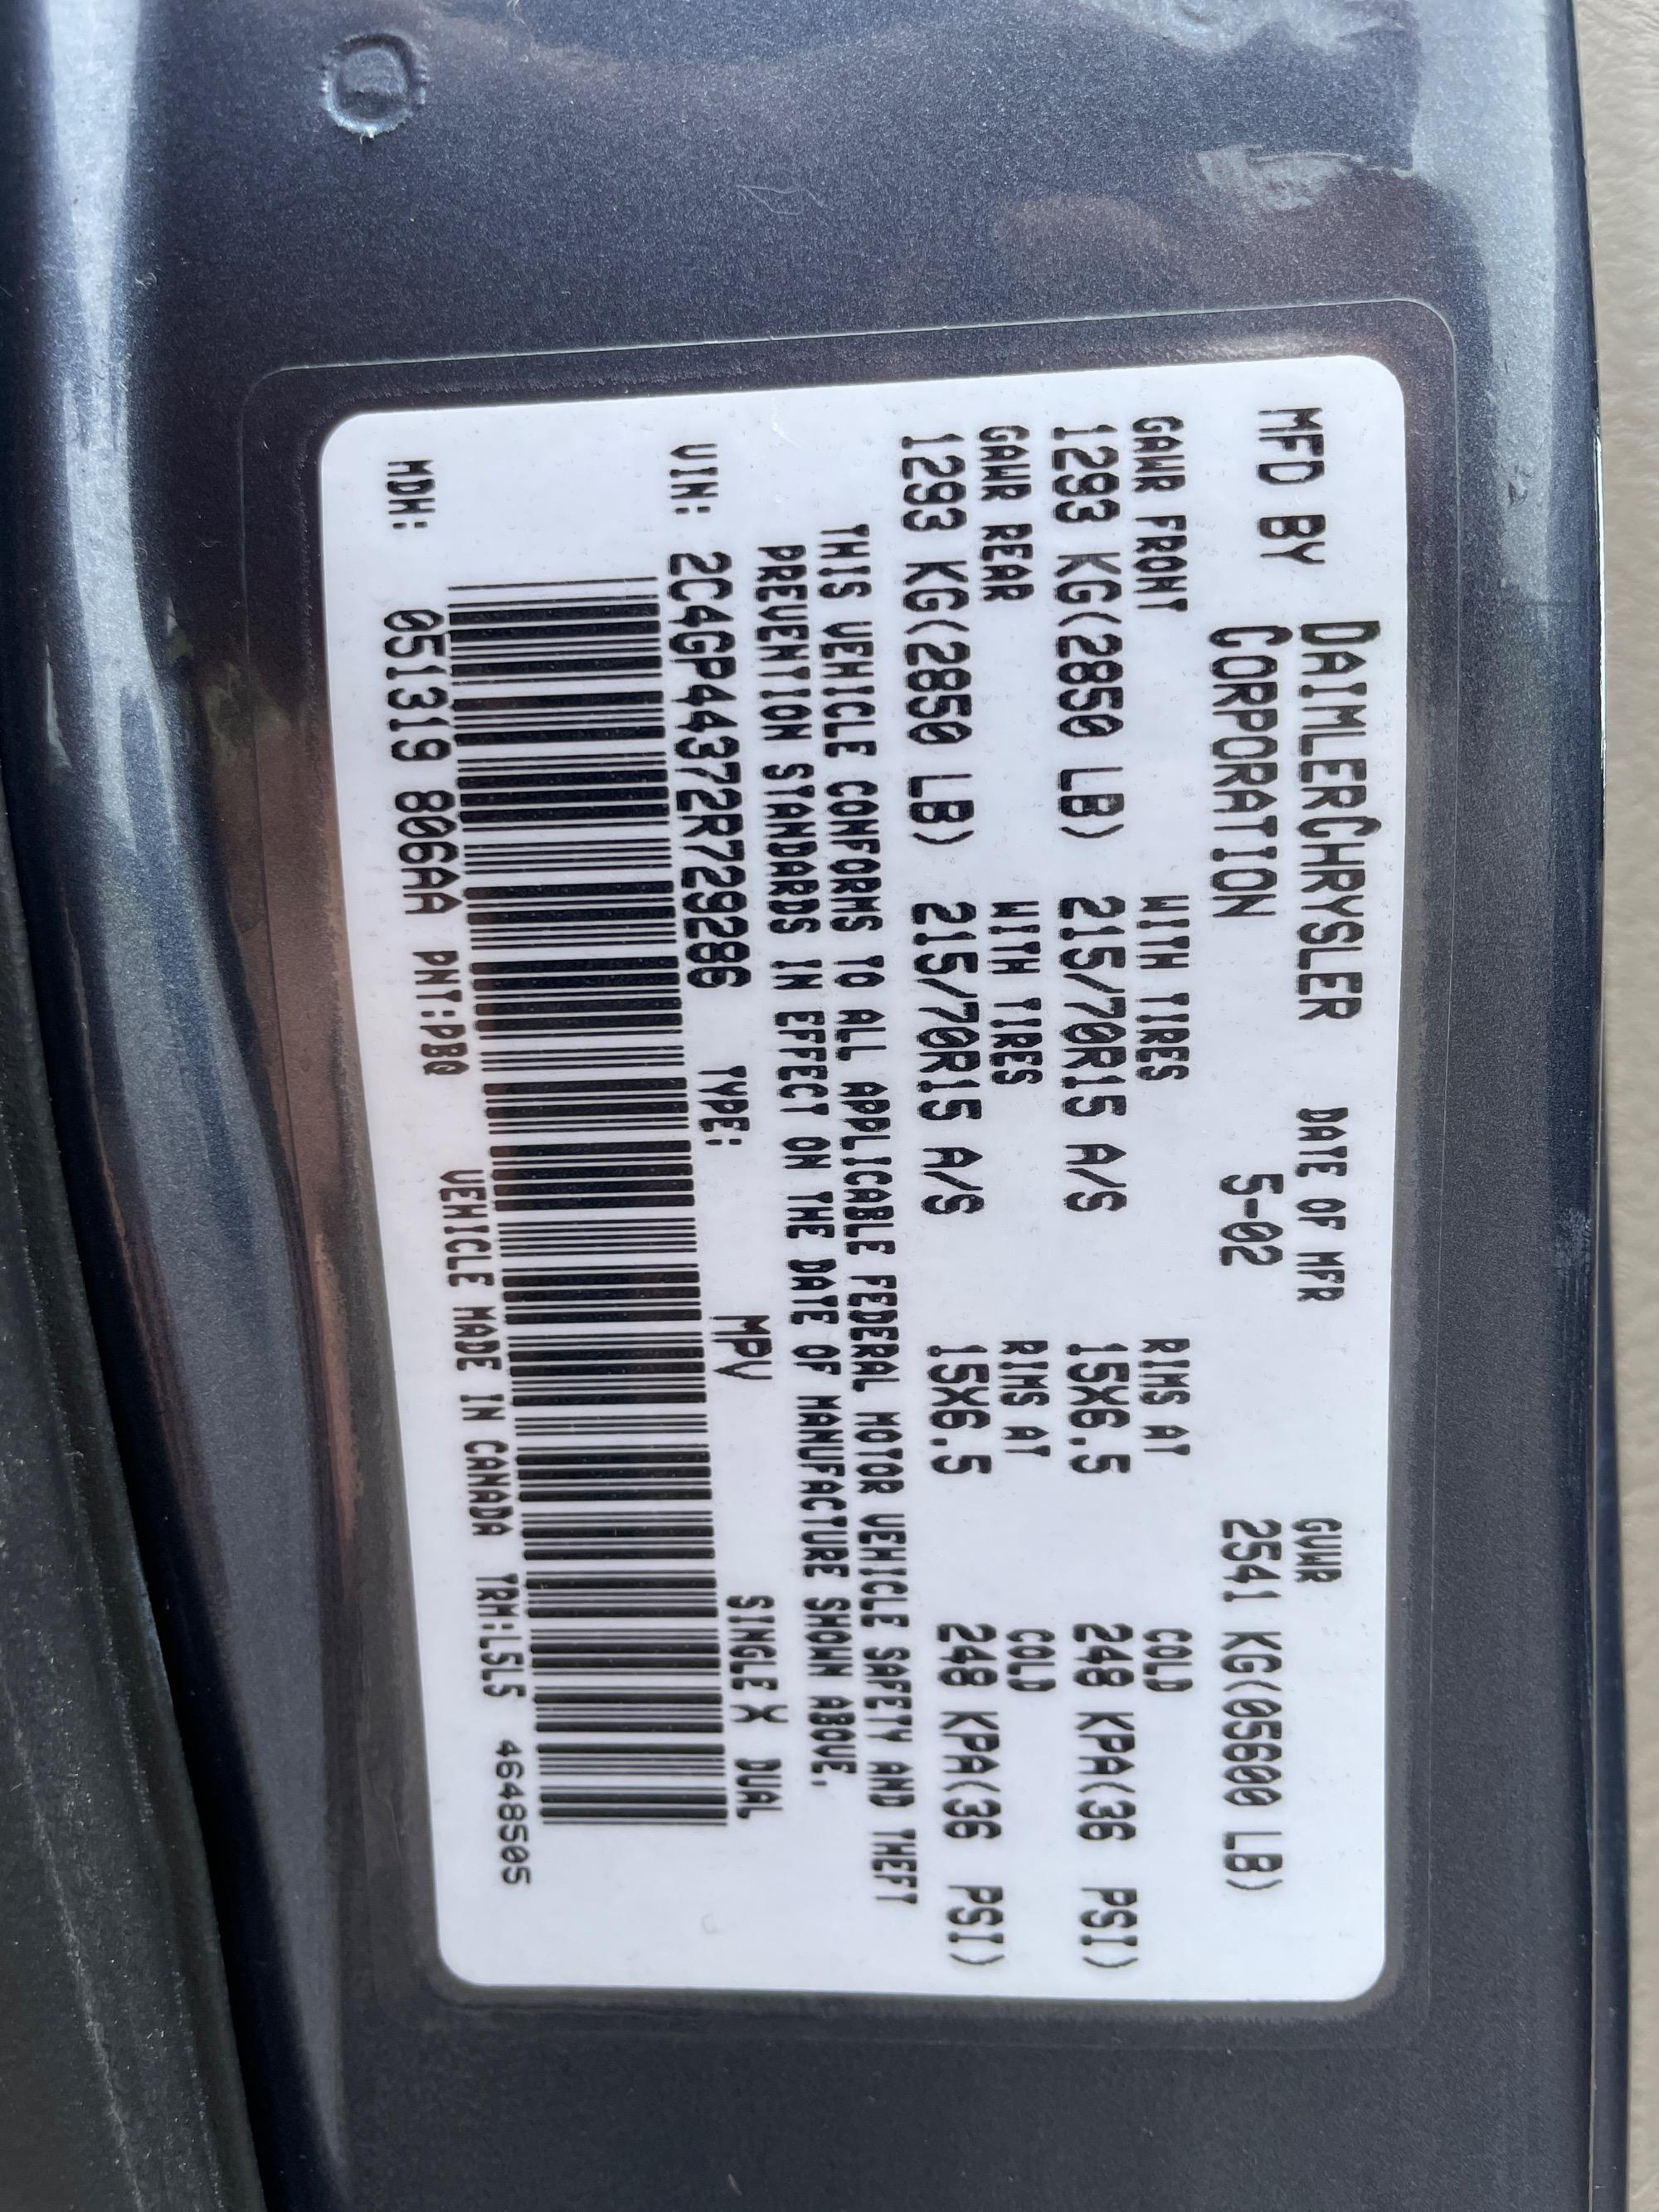 MFD BY DAIMLERCHRYSLER CORPORATION DATE OF MFR 5-02 GVWR 2541 KG(05600 LB)
GAWR FRONT WITH TIRES RIMS AT COLD
1293 KG(2850 LB) 215/70R15 A/S 15X6.5 248 KPA(36 PSI)
GAWR REAR WITH TIRES RIMS AT COLD
1293 KG(2850 LB) 215/70R15 A/S 15X6.5 248 KPA(36 PSI)
THIS VEHICLE CONFORMS TO ALL APPLICABLE FEDERAL MOTOR VEHICLE SAFETY AND THEFT
PREVENTION STANDARDS IN EFFECT ON THE DATE OF MANUFACTURE SHOWN ABOVE.
VIN: 2C4GP44372R729286 TYPE: MPV SINGLE X DUAL
MDH: 051319 806AA PNT:PBQ VEHICLE MADE IN CANADA TRM:L5LS 4648505